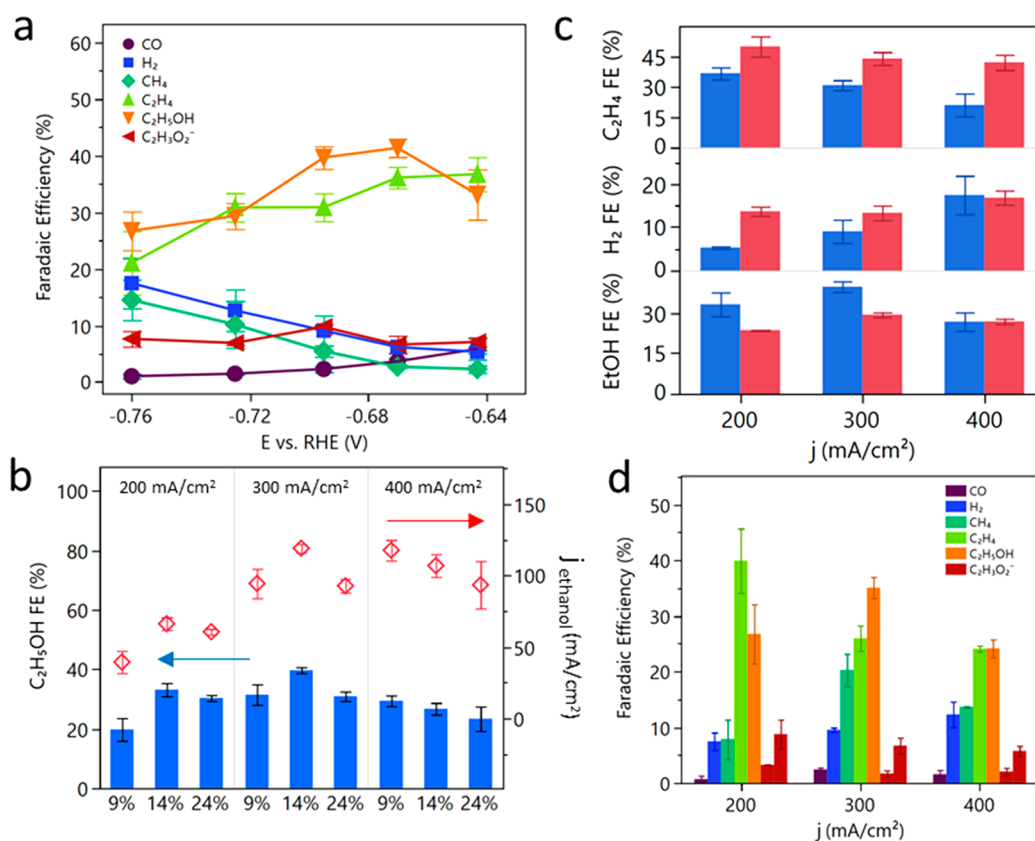 a
Faradaic Efficiency (%)
60
50
40
30
20
10
0
CO
H₂
CH₄
C₂H₄
C₂H₅OH
C₂H₃O₂⁻
-0.76
-0.72
-0.68
-0.64
E vs. RHE (V)
b
200 mA/cm²
300 mA/cm²
400 mA/cm²
C₂H₅OH FE (%)
100
80
60
40
20
0
150
100
50
0
j ethanol (mA/cm²)
9% 14% 24% 9% 14% 24% 9% 14% 24%
c
C₂H₄ FE (%)
45
30
15
0
H₂ FE (%)
20
10
0
EtOH FE (%)
30
15
0
200 300 400
j (mA/cm²)
d
Faradaic Efficiency (%)
50
40
30
20
10
0
CO
H₂
CH₄
C₂H₄
C₂H₅OH
C₂H₃O₂⁻
200 300 400
j (mA/cm²)